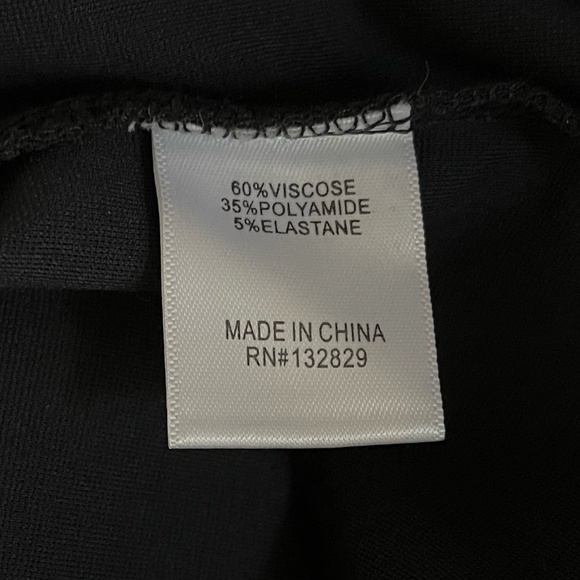 60%VISCOSE
35%POLYAMIDE
5%ELASTANE
MADE IN CHINA
RN#132829